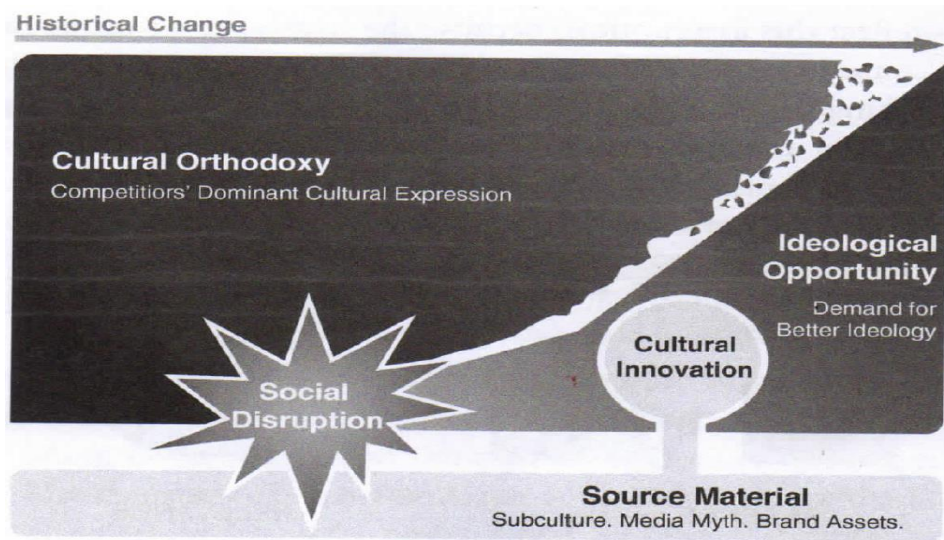 Historical Change
Cultural Orthodoxy
Competitiors' Dominant Cultural Expression
Ideological
Opportunity
Demand for
Better Ideology
Cultural
Innovation
Social
Disruption
Source Material
Subculture. Media Myth. Brand Assets.